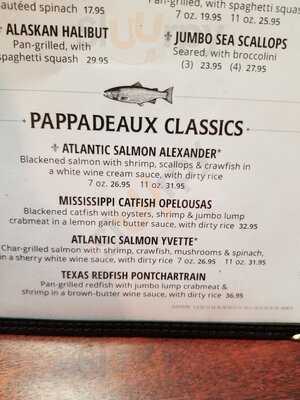 sautéed spinach 17.95
Pan-grilled, with spaghetti squash
7 oz. 19.95 11 oz. 25.95
ALASKAN HALIBUT
Pan-grilled, with
spaghetti squash 29.95
JUMBO SEA SCALLOPS
Seared, with broccolini
(3) 23.95 (4) 27.95
PAPPADEAUX CLASSICS
ATLANTIC SALMON ALEXANDER*
Blackened salmon with shrimp, scallops & crawfish in
a white wine cream sauce, with dirty rice
7 oz. 26.95 11 oz. 31.95
MISSISSIPPI CATFISH OPELOUSAS
Blackened catfish with oysters, shrimp & jumbo lump
crabmeat in a lemon garlic butter sauce, with dirty rice 32.95
ATLANTIC SALMON YVETTE*
Char-grilled salmon with shrimp, crawfish, mushrooms & spinach,
in a sherry white wine sauce, with dirty rice 7 oz. 26.95 11 oz. 31.95
TEXAS REDFISH PONTCHARTRAIN
Pan-grilled redfish with jumbo lump crabmeat &
shrimp in a brown-butter wine sauce, with dirty rice 36.95